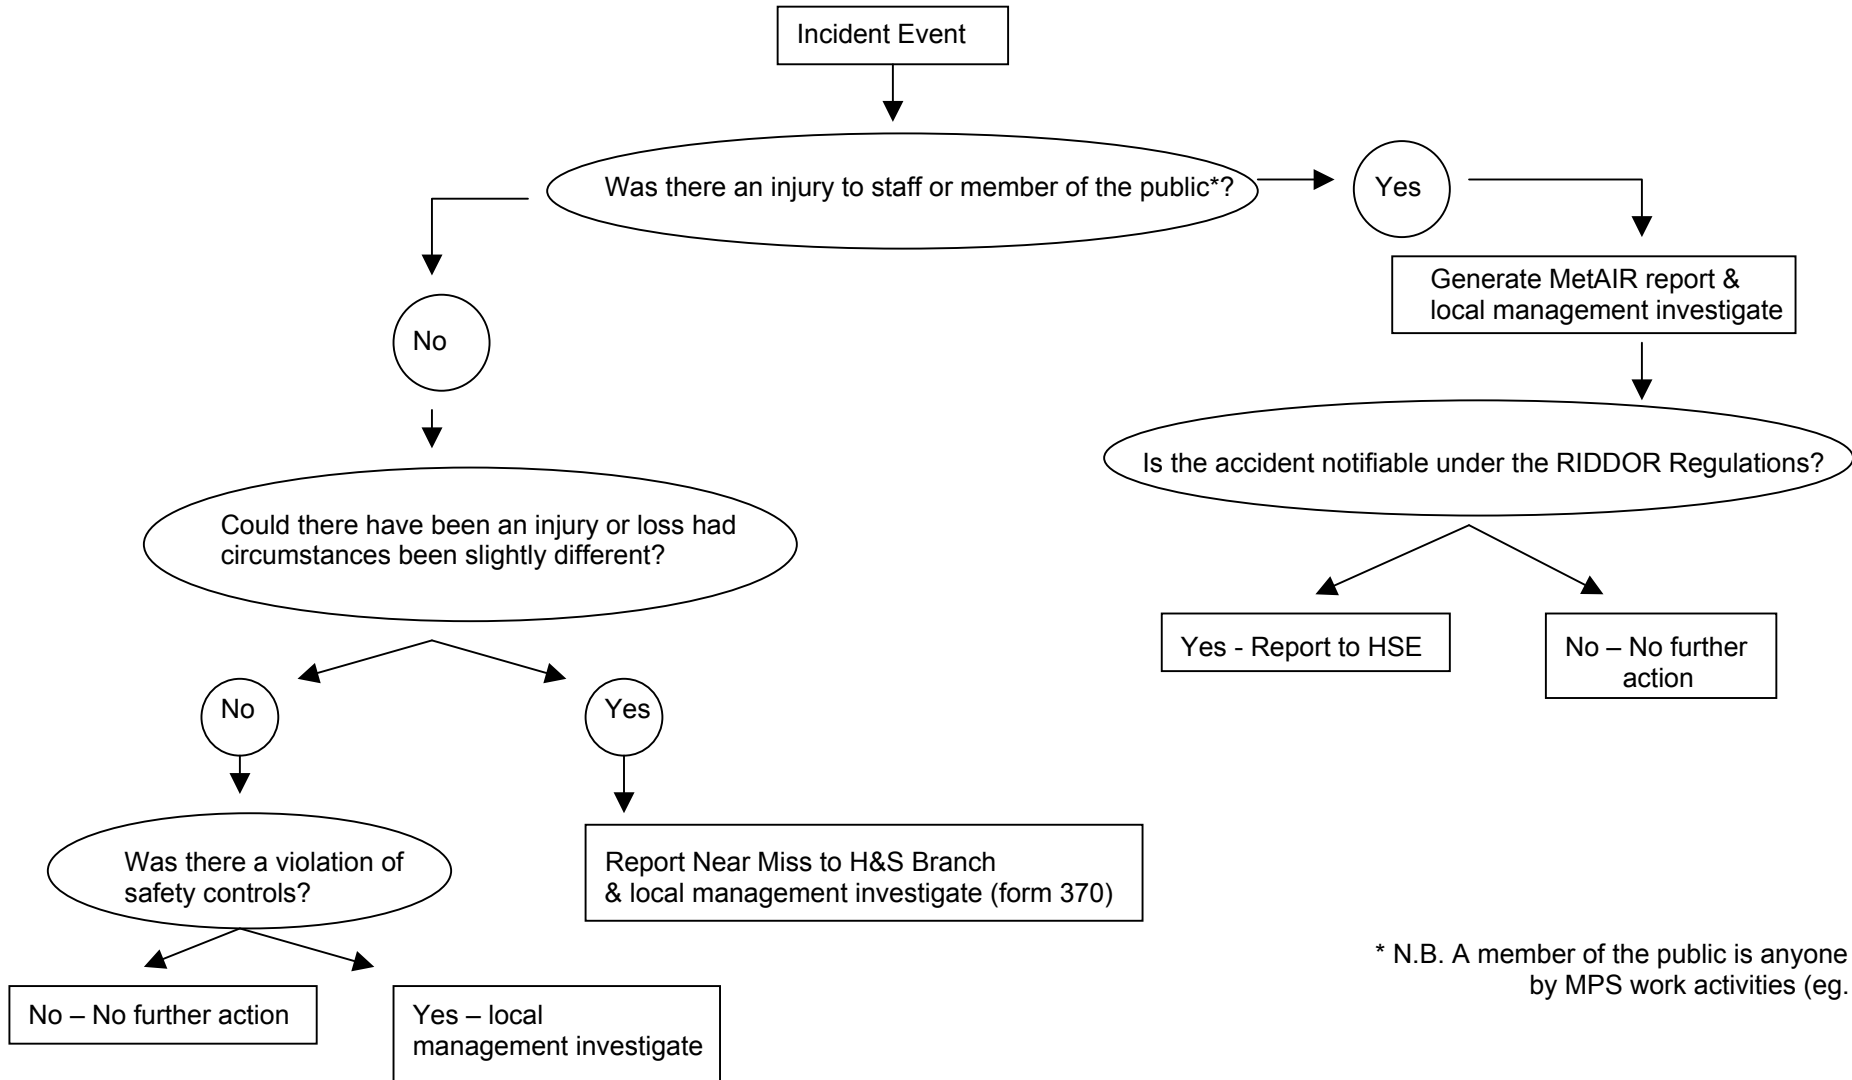 Incident Event
Was there an injury to staff or member of the public*?
Yes
Generate MetAIR report &
local management investigate
No
Is the accident notifiable under the RIDDOR Regulations?
Could there have been an injury or loss had
circumstances been slightly different?
Yes - Report to HSE
No – No further
action
No
Yes
Was there a violation of
safety controls?
Report Near Miss to H&S Branch
& local management investigate (form 370)
* N.B. A member of the public is anyone
by MPS work activities (eg.
No – No further action
Yes – local
management investigate